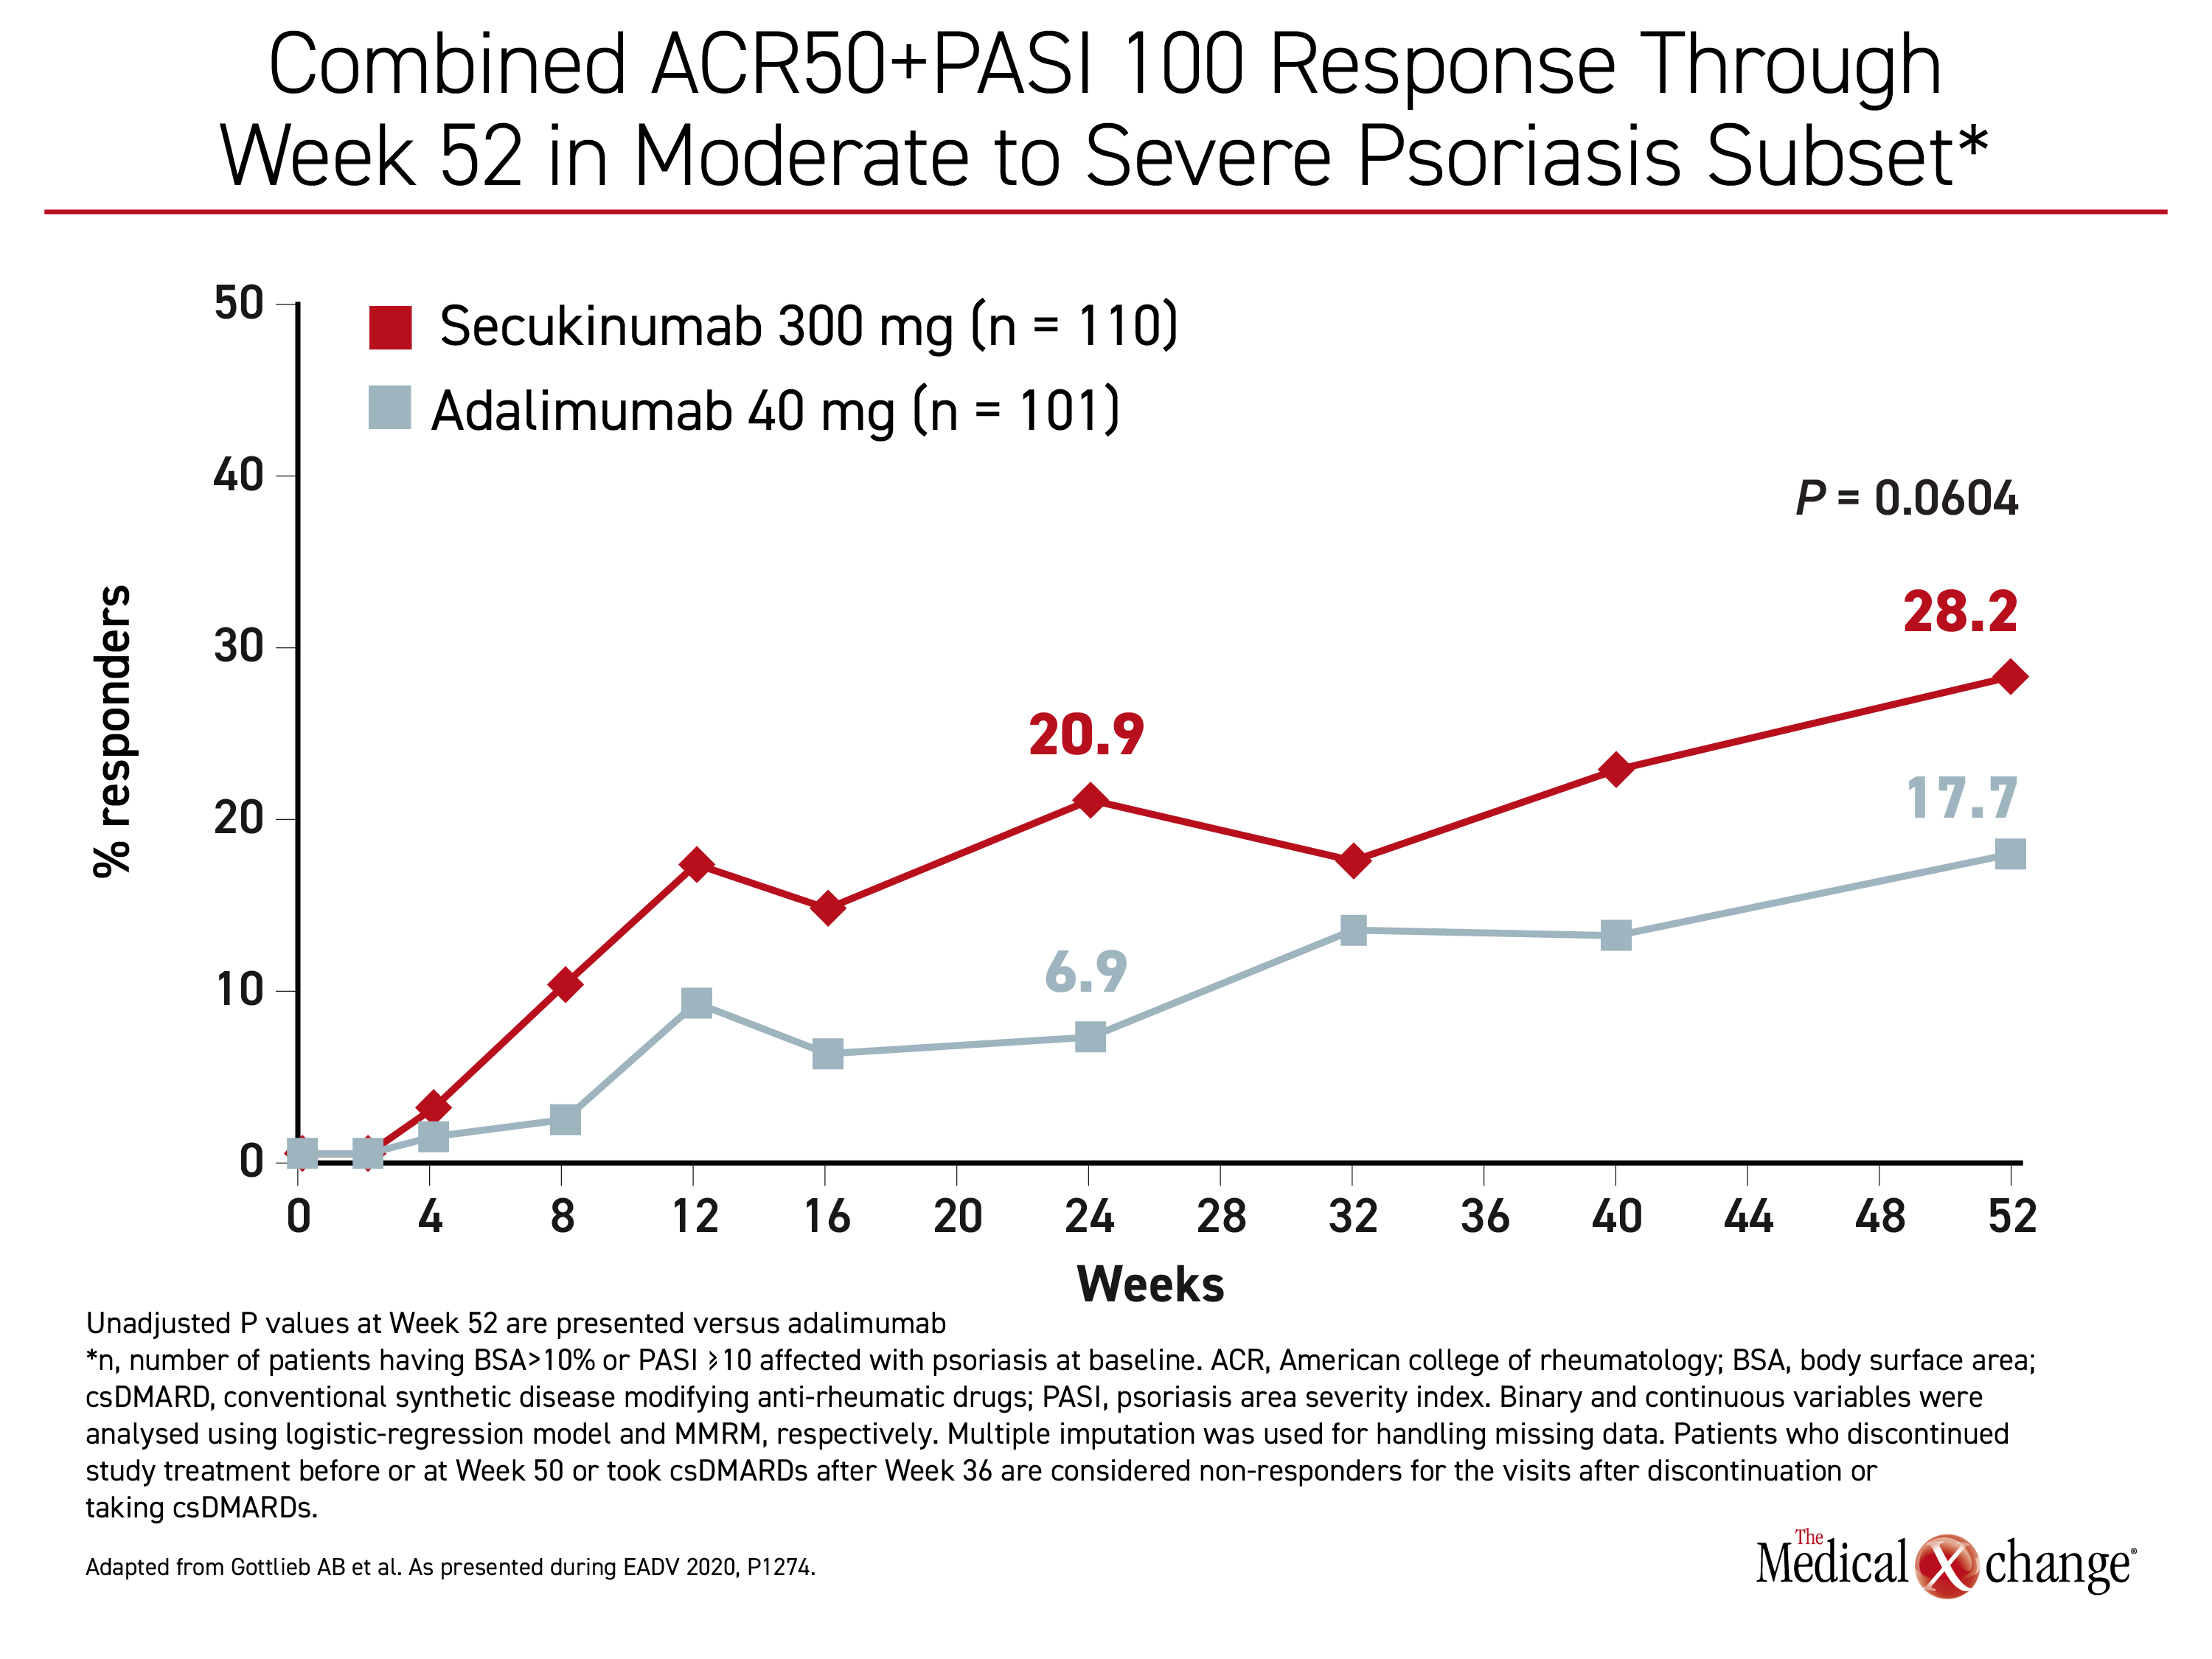 Combined ACR50+PASI 100 Response Through
Week 52 in Moderate to Severe Psoriasis Subset*
Secukinumab 300 mg (n = 110)
Adalimumab 40 mg (n = 101)
% responders
50
40
30
20
10
0
P = 0.0604
28.2
20.9
17.7
6.9
0 4 8 12 16 20 24 28 32 36 40 44 48 52
Weeks
Unadjusted P values at Week 52 are presented versus adalimumab
*n, number of patients having BSA>10% or PASI ⩾10 affected with psoriasis at baseline. ACR, American college of rheumatology; BSA, body surface area;
csDMARD, conventional synthetic disease modifying anti-rheumatic drugs; PASI, psoriasis area severity index. Binary and continuous variables were
analysed using logistic-regression model and MMRM, respectively. Multiple imputation was used for handling missing data. Patients who discontinued
study treatment before or at Week 50 or took csDMARDs after Week 36 are considered non-responders for the visits after discontinuation or
taking csDMARDs.
Adapted from Gottlieb AB et al. As presented during EADV 2020, P1274.
The
Medical X change®